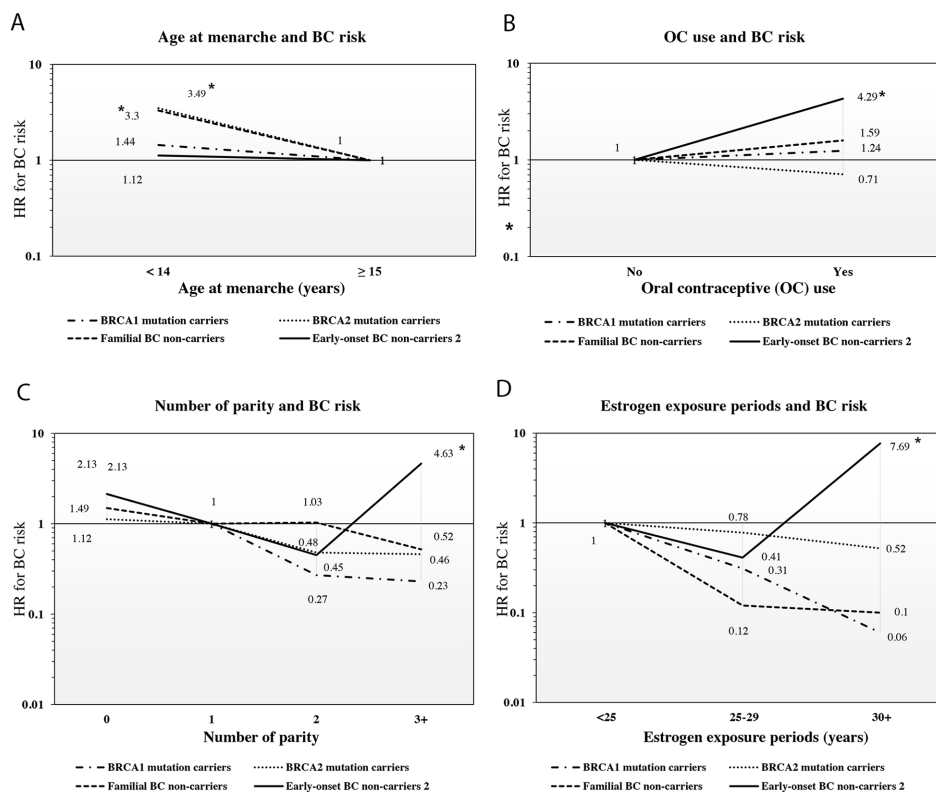 A
Age at menarche and BC risk
HR for BC risk
10
1
0.1
*3.3
3.49 *
1.44
1.12
1
1
< 14
≥ 15
Age at menarche (years)
BRCA1 mutation carriers
BRCA2 mutation carriers
Familial BC non-carriers
Early-onset BC non-carriers 2
B
OC use and BC risk
HR for BC risk
10
1
0.1
*
1
1
4.29*
1.59
1.24
0.71
No
Yes
Oral contraceptive (OC) use
BRCA1 mutation carriers
BRCA2 mutation carriers
Familial BC non-carriers
Early-onset BC non-carriers 2
C
Number of parity and BC risk
HR for BC risk
10
1
0.1
0.01
2.13
2.13
1.49
1.12
1
1
1.03
0.48
0.45
0.27
4.63 *
0.52
0.46
0.23
0
1
2
3+
Number of parity
BRCA1 mutation carriers
BRCA2 mutation carriers
Familial BC non-carriers
Early-onset BC non-carriers 2
D
Estrogen exposure periods and BC risk
HR for BC risk
10
1
0.1
0.01
1
1
0.78
0.41
0.31
0.12
7.69 *
0.52
0.1
0.06
<25
25-29
30+
Estrogen exposure periods (years)
BRCA1 mutation carriers
BRCA2 mutation carriers
Familial BC non-carriers
Early-onset BC non-carriers 2